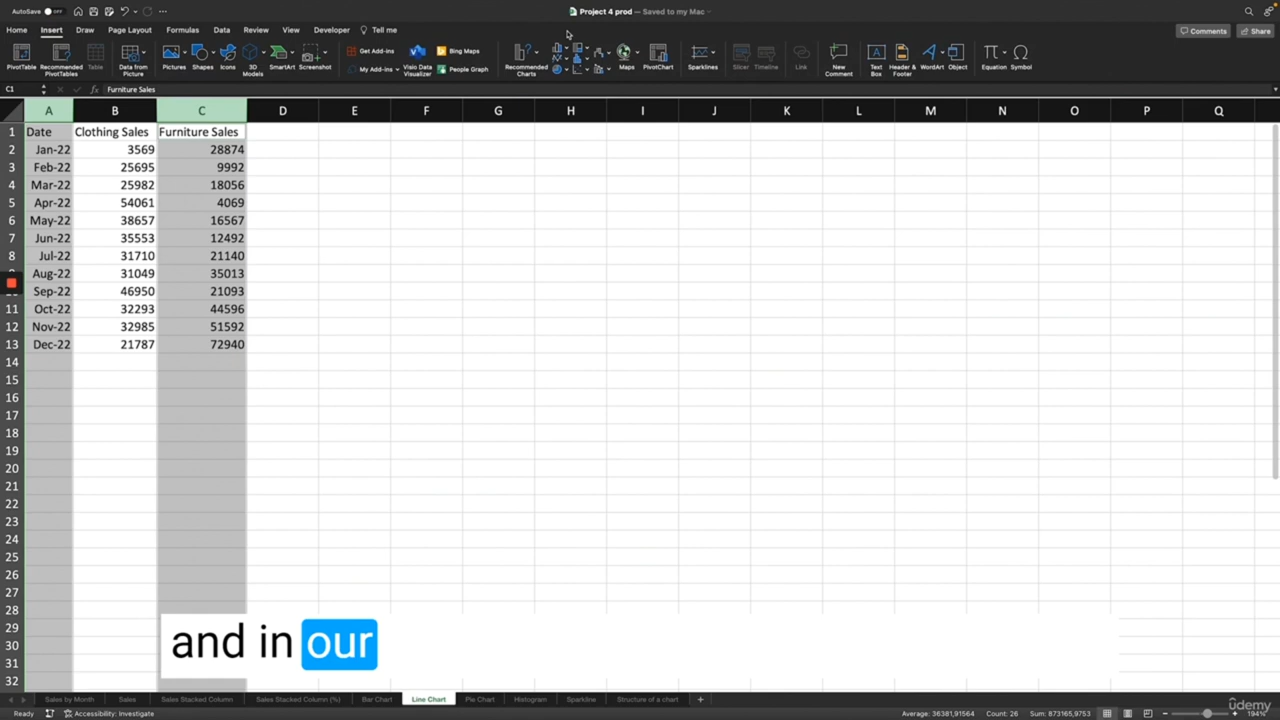 AutoSave OFF
Project 4 prod — Saved to my Mac
Home Insert Draw Page Layout Formulas Data Review View Developer Tell me
Comments Share
PivotTable Recommended PivotTables Table Data from Picture Pictures Shapes Icons 3D Models SmartArt Screenshot Get Add-ins My Add-ins Visio Data Visualizer Bing Maps People Graph Recommended Charts Maps PivotChart Sparklines Slicer Timeline Link New Comment Text Box Header & Footer WordArt Object Equation Symbol
C1 fx Furniture Sales
A B C D E F G H I J K L M N O P Q
1 Date Clothing Sales Furniture Sales
2 Jan-22 3569 28874
3 Feb-22 25695 9992
4 Mar-22 25982 18056
5 Apr-22 54061 4069
6 May-22 38657 16567
7 Jun-22 35553 12492
8 Jul-22 31710 21140
Aug-22 31049 35013
Sep-22 46950 21093
11 Oct-22 32293 44596
12 Nov-22 32985 51592
13 Dec-22 21787 72940
14
15
16
17
18
19
20
21
22
23
24
25
26
27
28
29
30
31
32
and in our
Sales by Month Sales Sales Stacked Column Sales Stacked Column (%) Bar Chart Line Chart Pie Chart Histogram Sparkline Structure of a chart +
Ready Accessibility: Investigate Average: 36381,91564 Count: 26 Sum: 873165,9753 194%
udemy